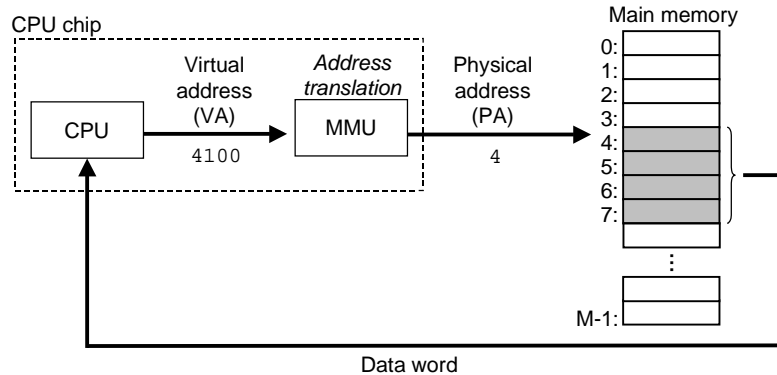 CPU chip
Main memory
Virtual
address
(VA)
Address
translation
Physical
address
(PA)
CPU
MMU
4100
4
0:
1:
2:
3:
4:
5:
6:
7:
...
M-1:
Data word